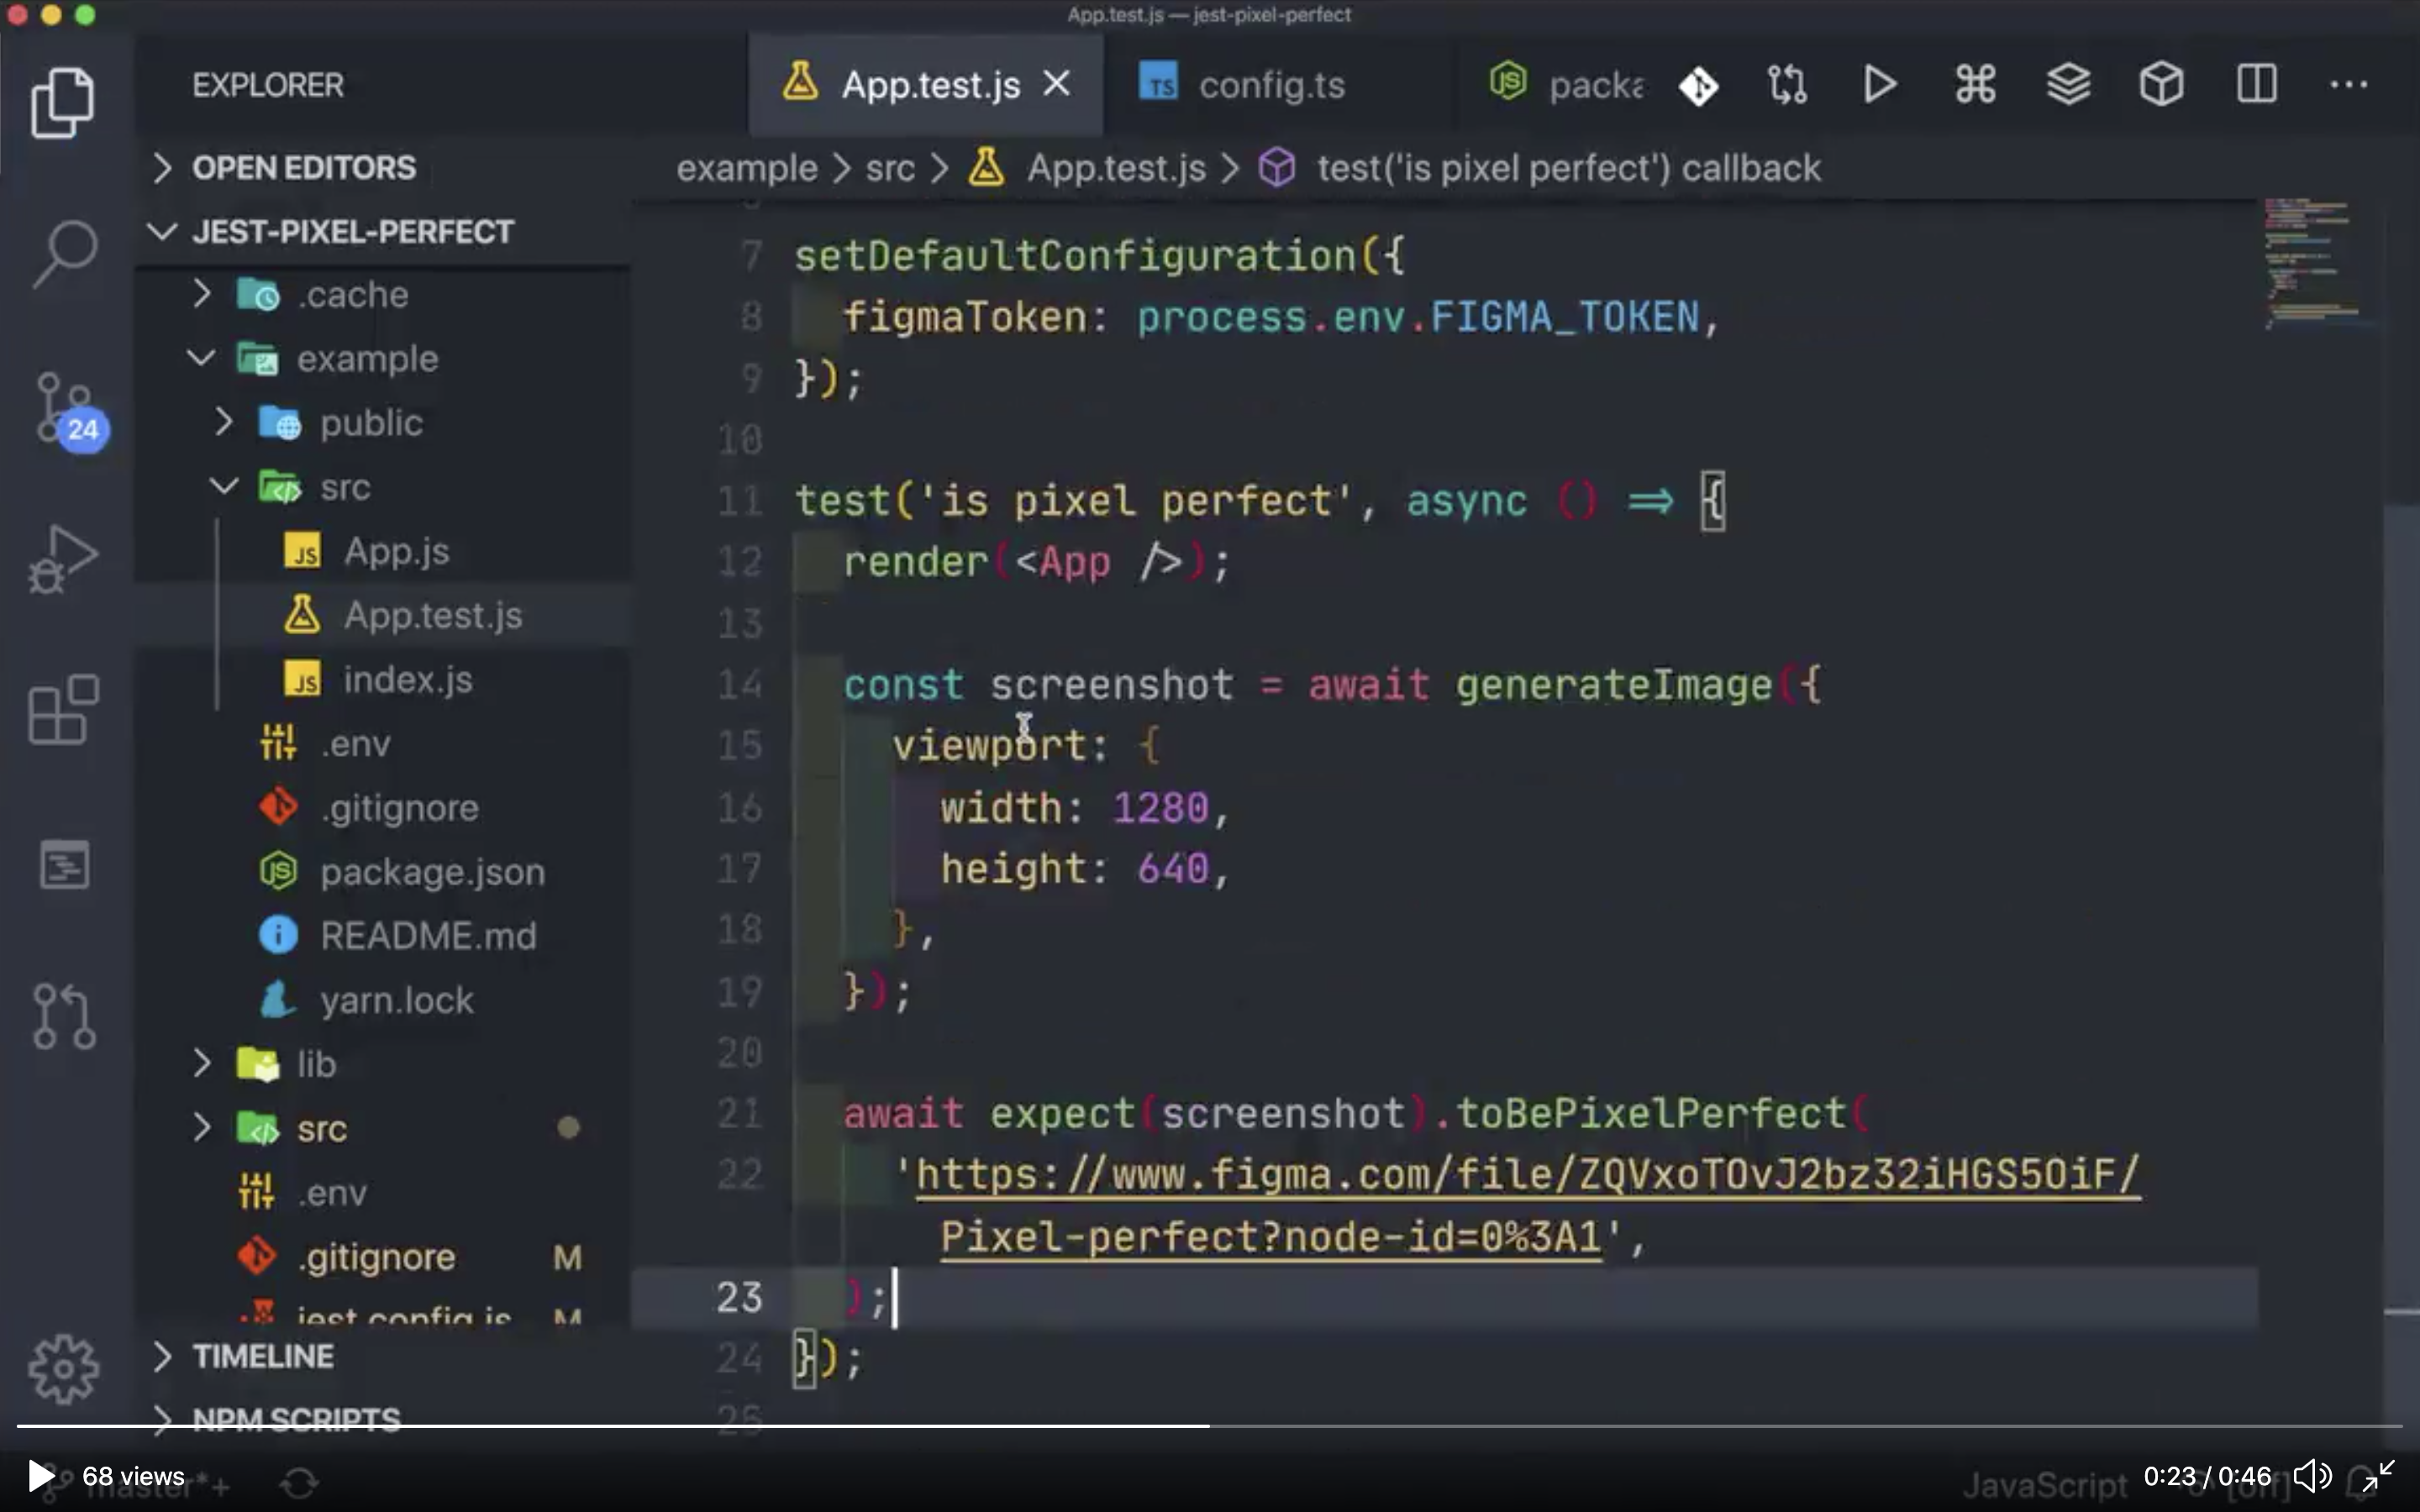 App.test.js — jest-pixel-perfect
EXPLORER
App.test.js
TS config.ts
JS
example > src > App.test.js > test('is pixel perfect') callback
OPEN EDITORS
JEST-PIXEL-PERFECT
.cache
example
public
src
JS App.js
App.test.js
JS index.js
.env
.gitignore
JS package.json
README.md
yarn.lock
lib
src
.env
.gitignore M
jest.config.js M
TIMELINE
NPM SCRIPTS
24
7 setDefaultConfiguration({
8 figmaToken: process.env.FIGMA_TOKEN,
9 });
10
11 test('is pixel perfect', async () => {
12 render(<App />);
13
14 const screenshot = await generateImage({
15 viewport: {
16 width: 1280,
17 height: 640,
18 },
19 });
20
21 await expect(screenshot).toBePixelPerfect(
22 'https://www.figma.com/file/ZQVxoTOvJ2bz32iHGS5OiF/
Pixel-perfect?node-id=0%3A1',
23 );
24 });
25
68 views
master*+
JavaScript
0:23 / 0:46